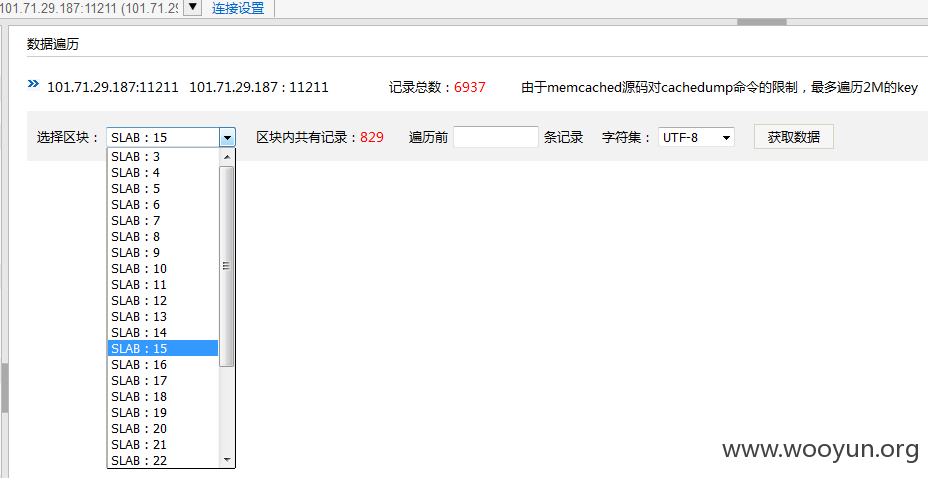 101.71.29.187:11211 (101.71.29 连接设置
数据遍历
101.71.29.187:11211 101.71.29.187 : 11211 记录总数：6937 由于memcached源码对cachedump命令的限制，最多遍历2M的key
选择区块： SLAB：15 区块内共有记录：829 遍历前 条记录 字符集： UTF-8 获取数据
SLAB：3
SLAB：4
SLAB：5
SLAB：6
SLAB：7
SLAB：8
SLAB：9
SLAB：10
SLAB：11
SLAB：12
SLAB：13
SLAB：14
SLAB：15
SLAB：16
SLAB：17
SLAB：18
SLAB：19
SLAB：20
SLAB：21
SLAB：22
www.wooyun.org